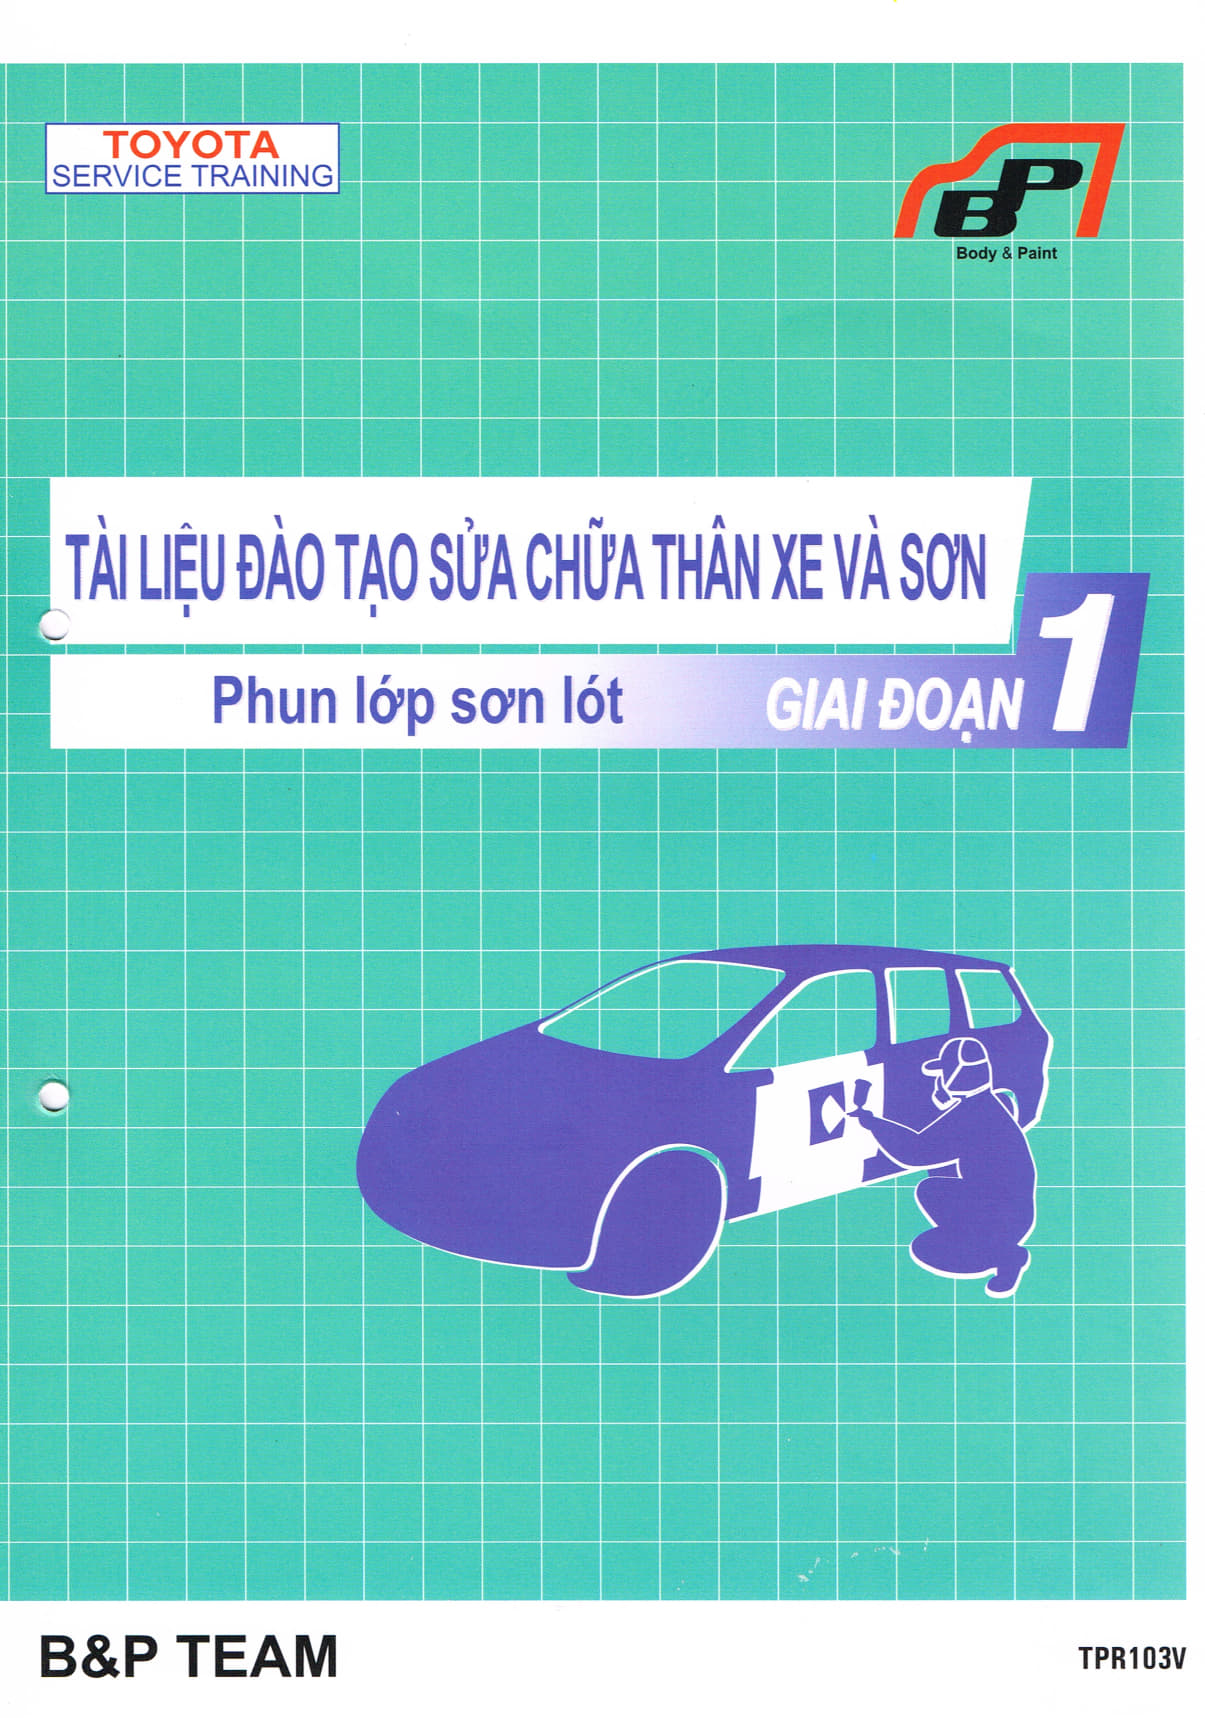 TOYOTA
SERVICE TRAINING
BP
Body & Paint
TÀI LIỆU ĐÀO TẠO SỬA CHỮA THÂN XE VÀ SƠN
Phun lớp sơn lót
GIAI ĐOẠN 1
B&P TEAM
TPR103V